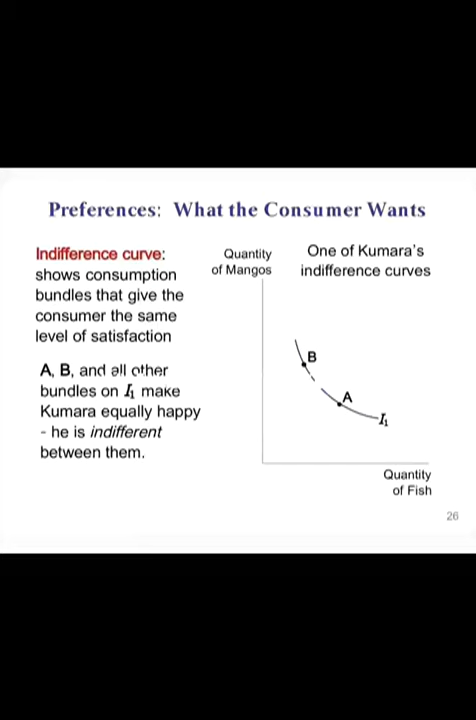 Preferences: What the Consumer Wants
Indifference curve:
shows consumption
bundles that give the
consumer the same
level of satisfaction
A, B, and all other
bundles on I1 make
Kumara equally happy
- he is indifferent
between them.
Quantity
of Mangos
One of Kumara's
indifference curves
B
A
I1
Quantity
of Fish
26